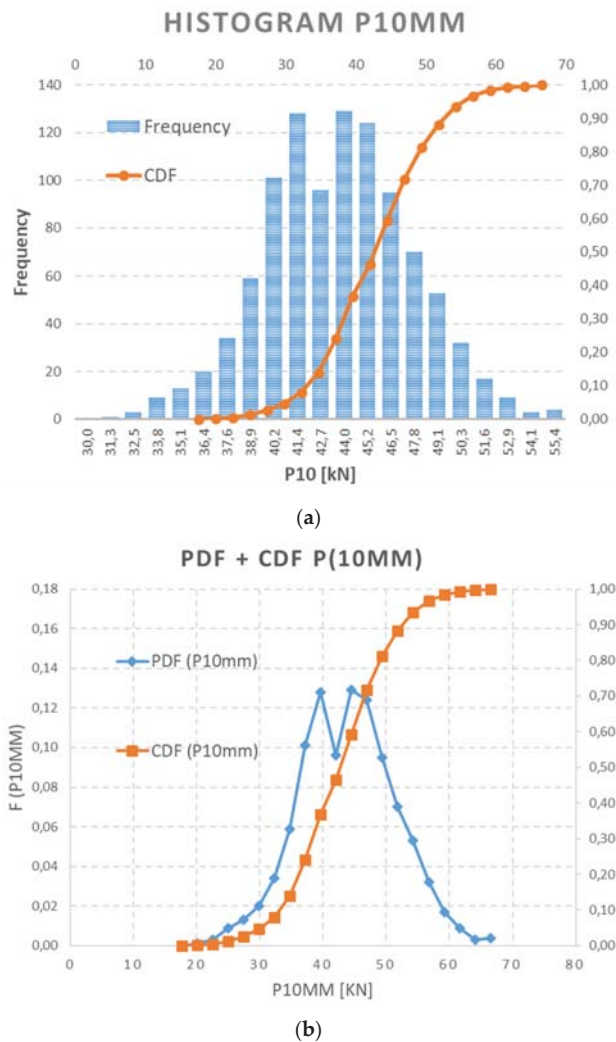 HISTOGRAM P10MM
0 10 20 30 40 50 60 70
140 1,00
120 0,90
100 0,80
80 0,70
60 0,60
40 0,50
20 0,40
0 0,30
0,20
0,10
0,00
Frequency
CDF
Frequency
30,0 31,3 32,5 33,8 35,1 36,4 37,6 38,9 40,2 41,4 42,7 44,0 45,2 46,5 47,8 49,1 50,3 51,6 52,9 54,1 55,4
P10 [kN]
(a)
PDF + CDF P(10MM)
0,18 1,00
0,16 0,90
0,14 0,80
0,12 0,70
0,10 0,60
0,08 0,50
0,06 0,40
0,04 0,30
0,02 0,20
0,00 0,10
0,00
PDF (P10mm)
CDF (P10mm)
F (P10MM)
0 10 20 30 40 50 60 70 80
P10MM [KN]
(b)